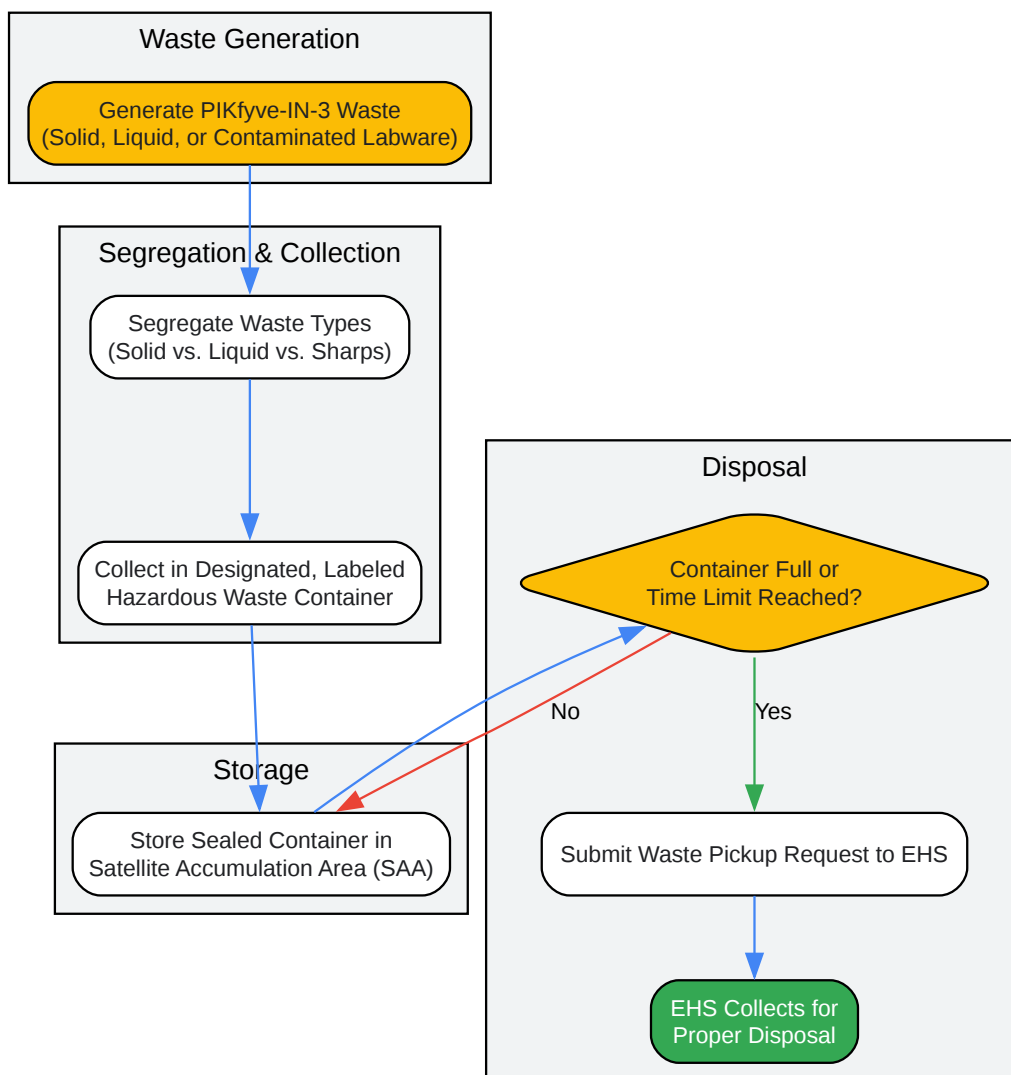 Waste Generation
Generate PIKfyve-IN-3 Waste
(Solid, Liquid, or Contaminated Labware)
Segregation & Collection
Segregate Waste Types
(Solid vs. Liquid vs. Sharps)
Collect in Designated, Labeled
Hazardous Waste Container
Storage
Store Sealed Container in
Satellite Accumulation Area (SAA)
Disposal
Container Full or
Time Limit Reached?
No
Yes
Submit Waste Pickup Request to EHS
EHS Collects for
Proper Disposal